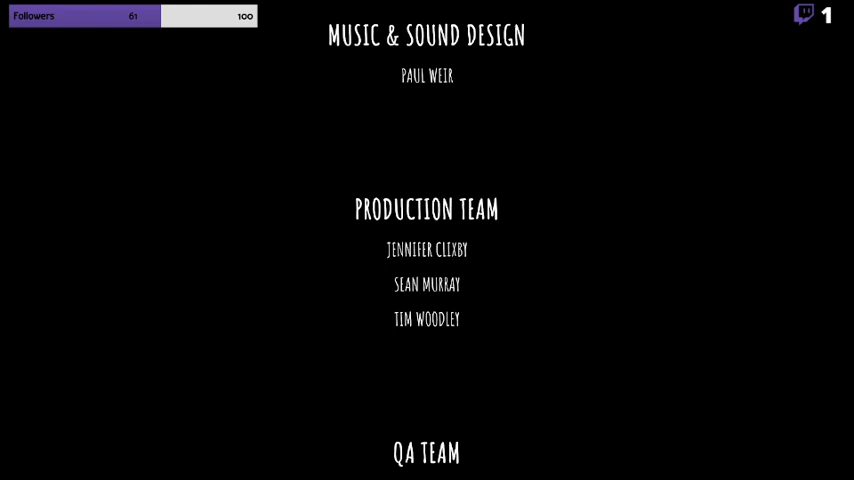 Followers 61 100
1
MUSIC & SOUND DESIGN
PAUL WEIR
PRODUCTION TEAM
JENNIFER CLIXBY
SEAN MURRAY
TIM WOODLEY
QA TEAM